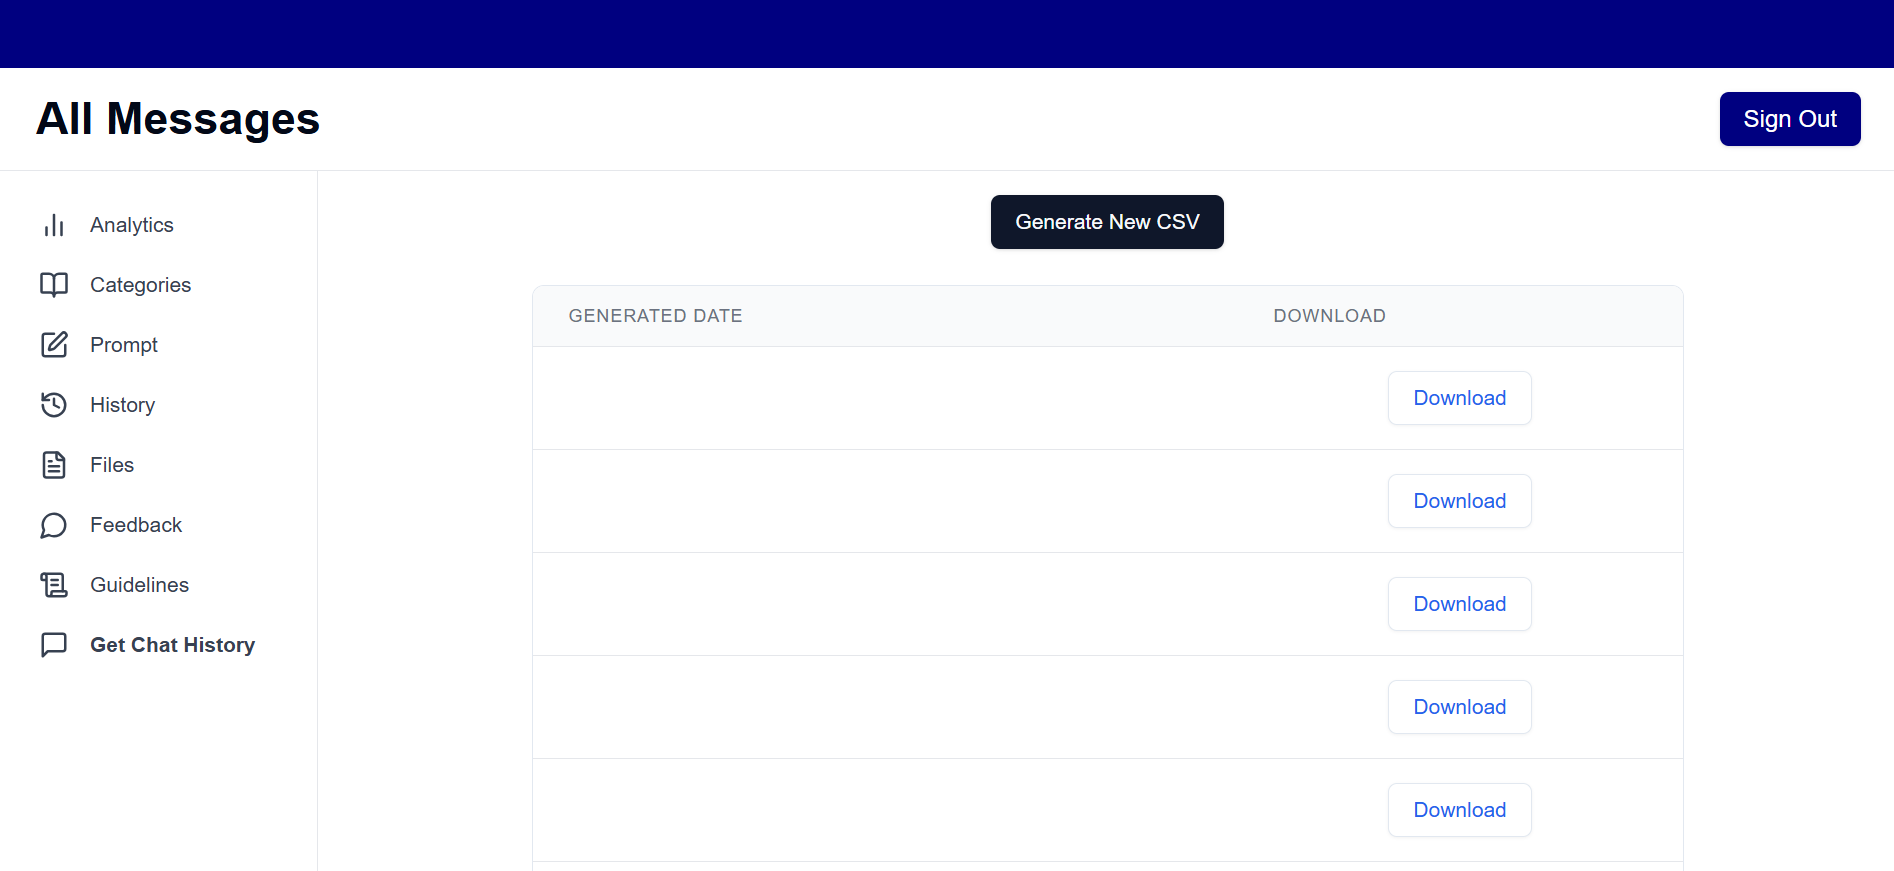 All Messages
Sign Out
Analytics
Categories
Prompt
History
Files
Feedback
Guidelines
Get Chat History
Generate New CSV
GENERATED DATE DOWNLOAD
Download
Download
Download
Download
Download